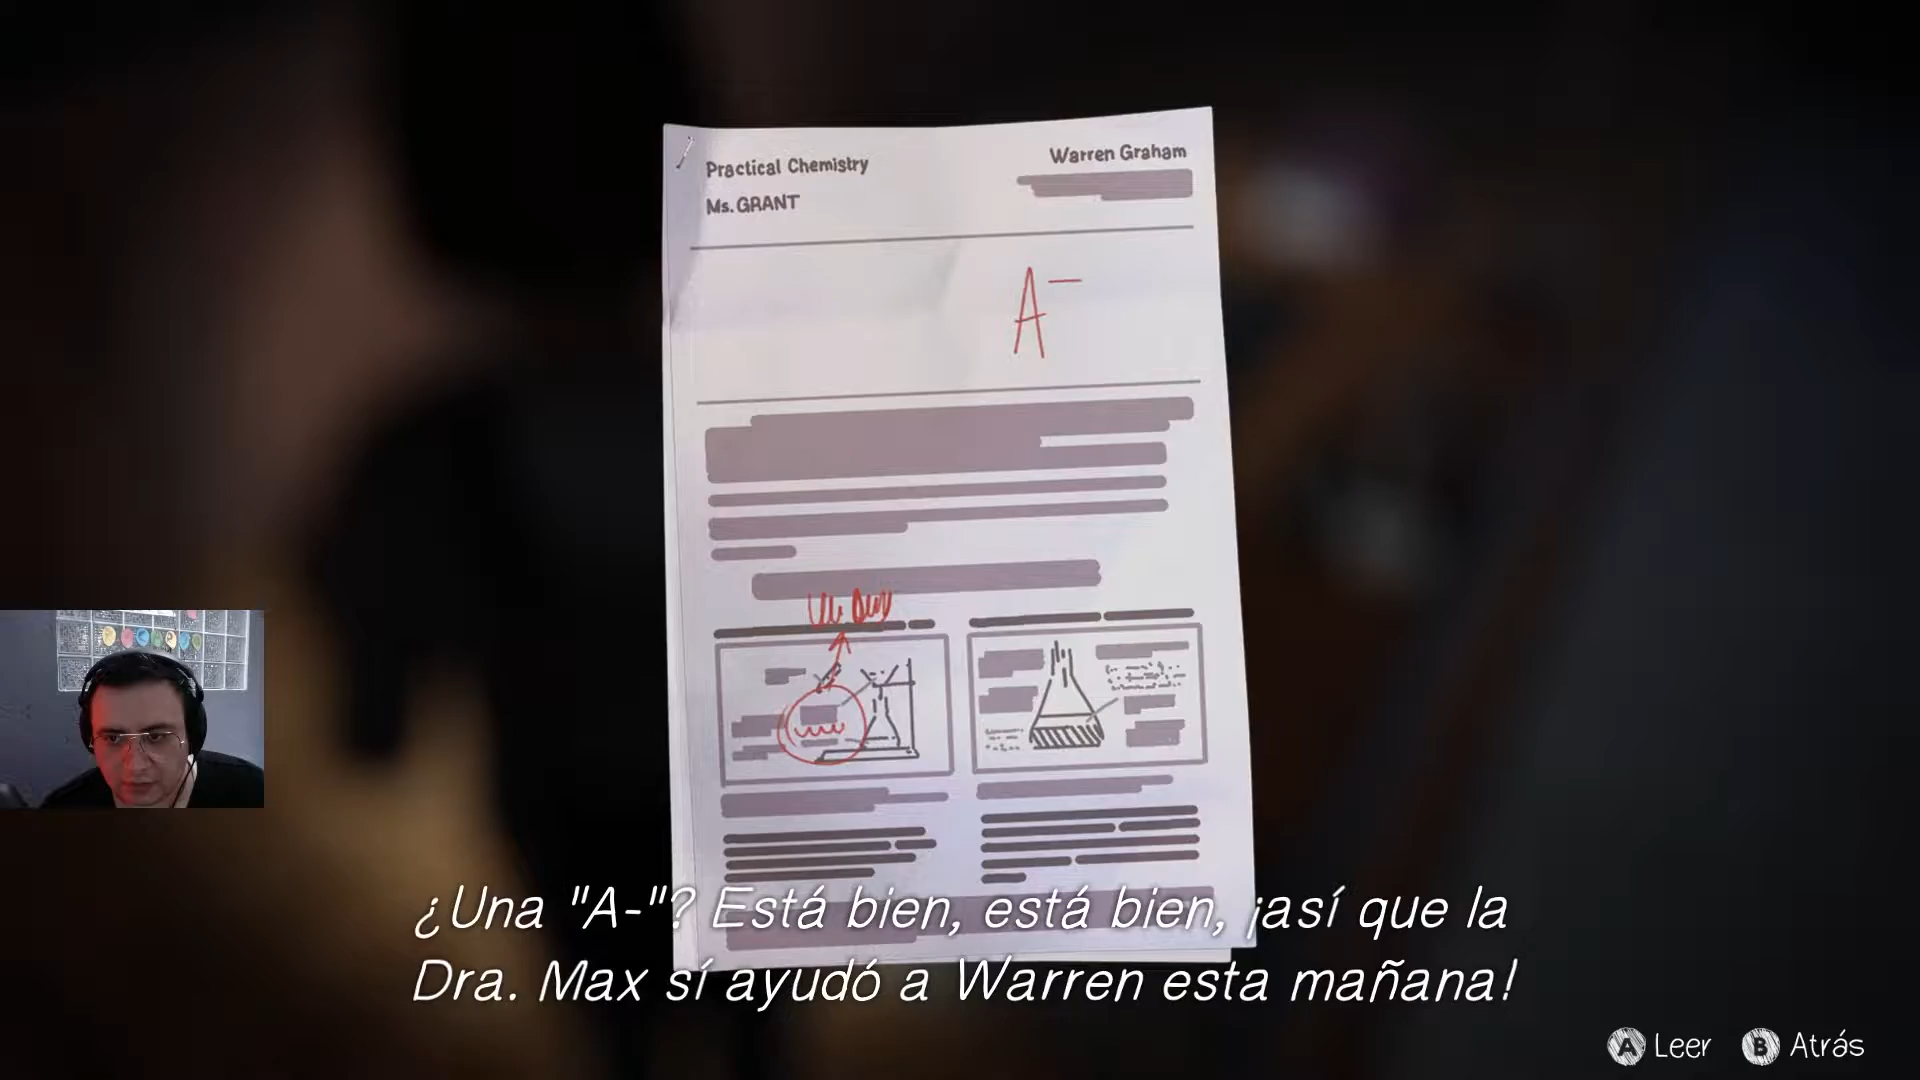 Practical Chemistry
Warren Graham
Ms. GRANT
A-
¿Una "A-"? Está bien, está bien, ¡así que la
Dra. Max sí ayudó a Warren esta mañana!
A Leer B Atrás